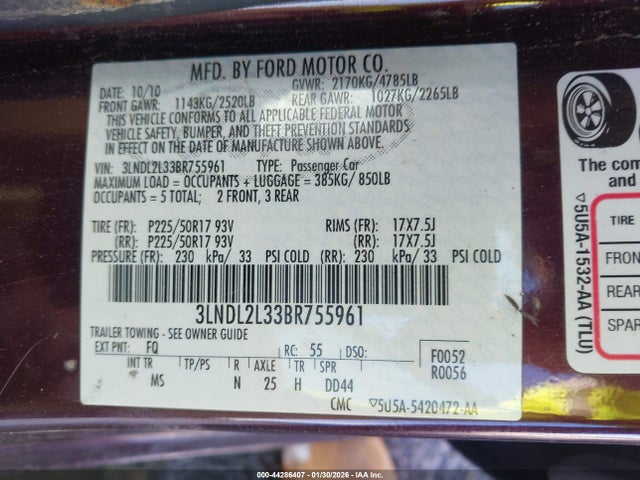 MFD. BY FORD MOTOR CO.
DATE: 10/10 GVWR: 2170KG/4785LB
FRONT GAWR: 1143KG/2520LB REAR GAWR: 1027KG/2265LB
THIS VEHICLE CONFORMS TO ALL APPLICABLE FEDERAL MOTOR
VEHICLE SAFETY, BUMPER, AND THEFT PREVENTION STANDARDS
IN EFFECT ON THE DATE OF MANUFACTURE SHOWN ABOVE.
VIN: 3LNDL2L33BR755961 TYPE: Passenger Car
MAXIMUM LOAD = OCCUPANTS + LUGGAGE = 385KG/ 850LB
OCCUPANTS = 5 TOTAL; 2 FRONT, 3 REAR
TIRE (FR): P225/50R17 93V RIMS (FR): 17X7.5J
(RR): P225/50R17 93V (RR): 17X7.5J
PRESSURE (FR): 230 kPa/ 33 PSI COLD (RR): 230 kPa/ 33 PSI COLD
3LNDL2L33BR755961
TRAILER TOWING - SEE OWNER GUIDE
EXT PNT: FQ RC: 55 DSO: F0052
INT TR TP/PS R AXLE TR SPR R0056
MS N 25 H DD44
CMC ▽5U5A-5420472-AA
The com
and
TIRE
FRON
REAR
SPAR
▽5U5A-1532-AA (TLU)
000-44286407 - 01/30/2026 - IAA Corp.